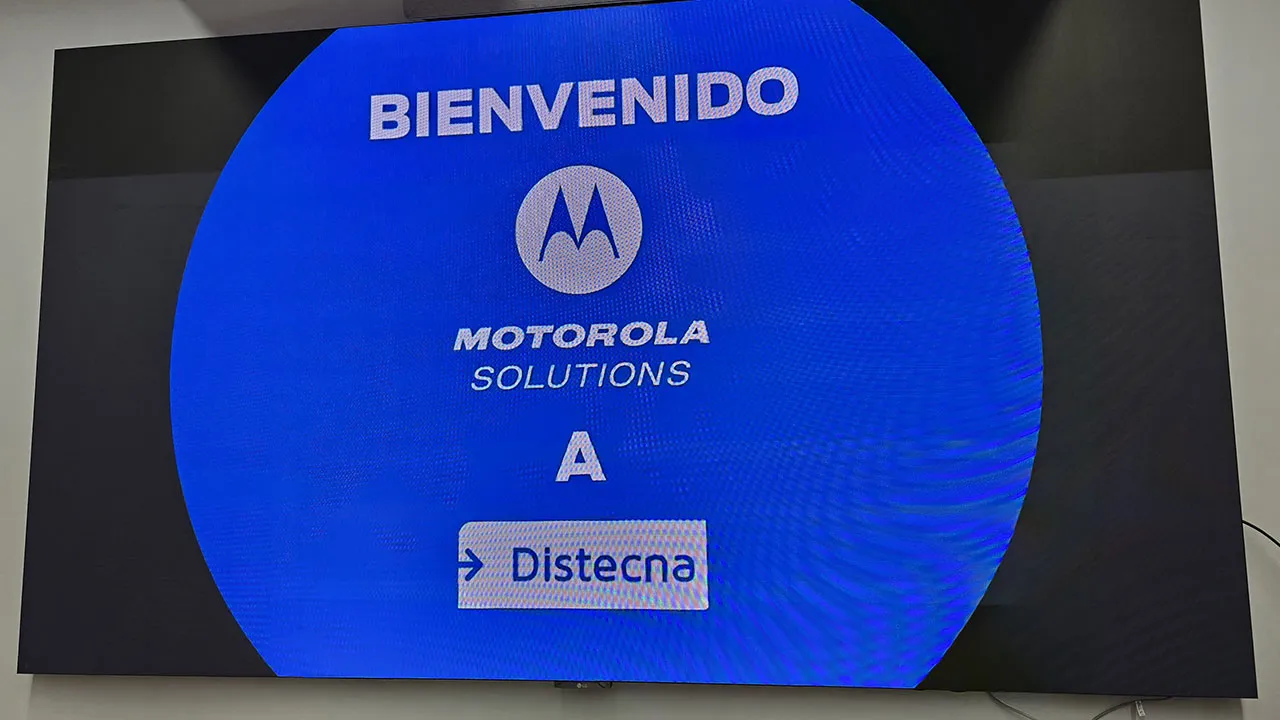 BIENVENIDO
MOTOROLA
SOLUTIONS
A
Distecna